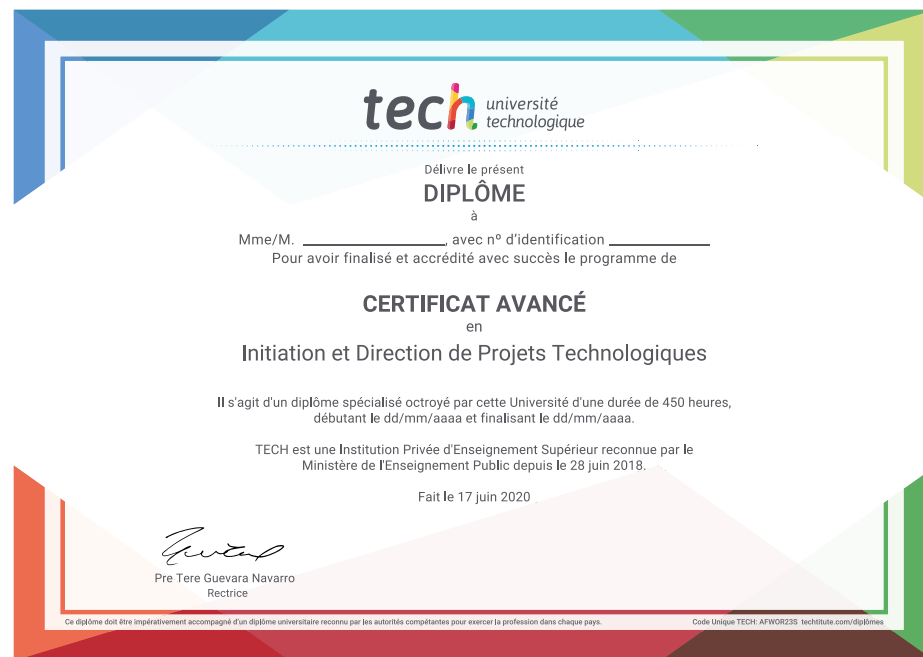 tech université
technologique
Délivre le présent
DIPLÔME
à
Mme/M. ____________________, avec nº d'identification ______________
Pour avoir finalisé et accrédité avec succès le programme de
CERTIFICAT AVANCÉ
en
Initiation et Direction de Projets Technologiques
Il s'agit d'un diplôme spécialisé octroyé par cette Université d'une durée de 450 heures,
débutant le dd/mm/aaaa et finalisant le dd/mm/aaaa.
TECH est une Institution Privée d'Enseignement Supérieur reconnue par le
Ministère de l'Enseignement Public depuis le 28 juin 2018.
Fait le 17 juin 2020
Pre Tere Guevara Navarro
Rectrice
Ce diplôme doit être impérativement accompagné d'un diplôme universitaire reconnu par les autorités compétentes pour exercer la profession dans chaque pays.
Code Unique TECH: AFWOR23S techtitute.com/diplômes